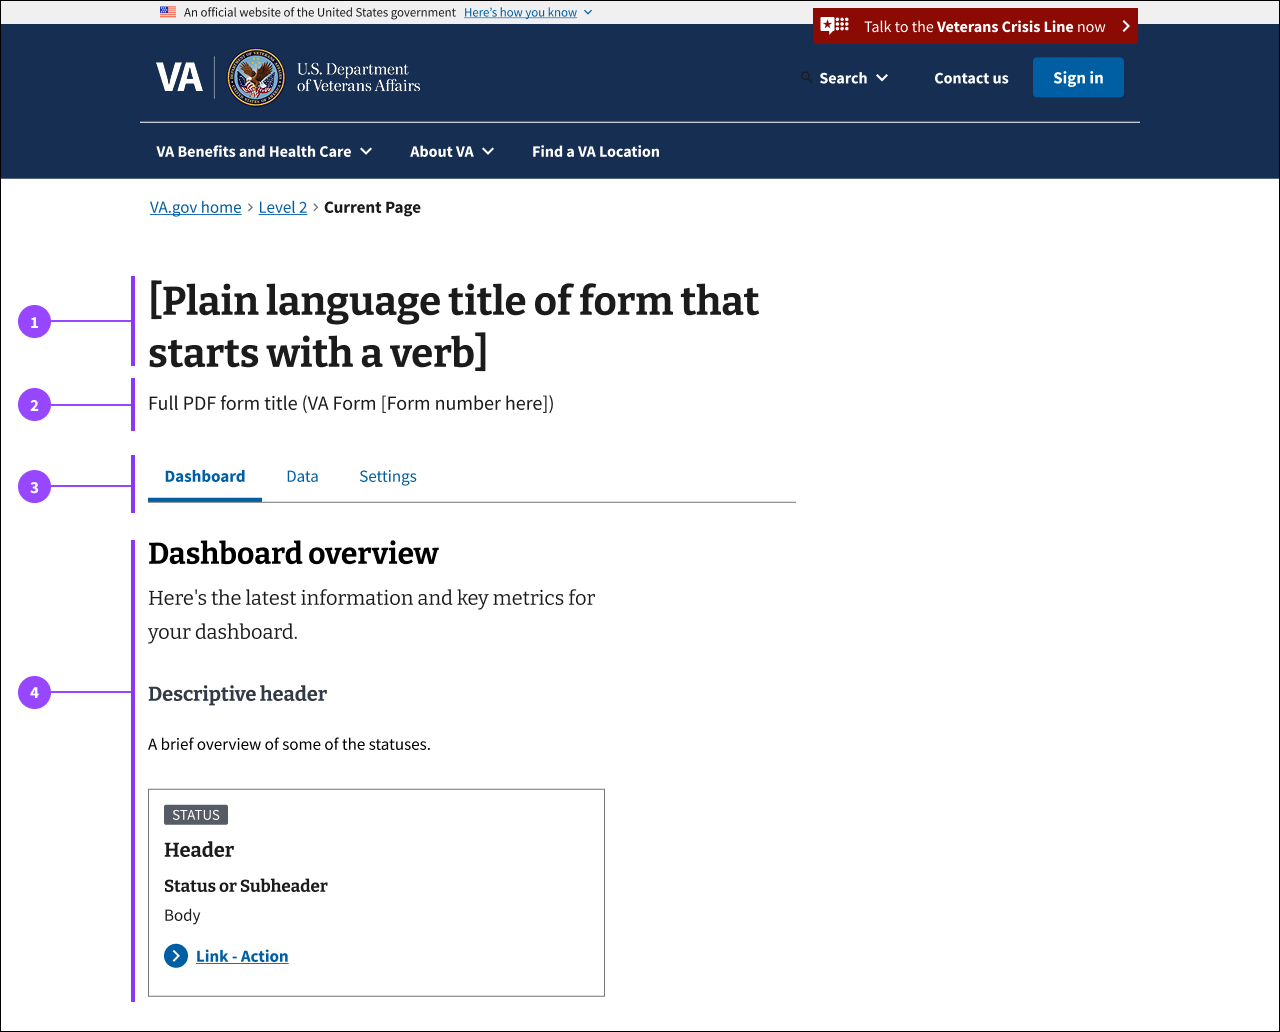 An official website of the United States government Here's how you know
Talk to the Veterans Crisis Line now
VA
U.S. Department
of Veterans Affairs
Search
Contact us
Sign in
VA Benefits and Health Care
About VA
Find a VA Location
VA.gov home > Level 2 > Current Page
1
[Plain language title of form that
starts with a verb]
2
Full PDF form title (VA Form [Form number here])
3
Dashboard Data Settings
Dashboard overview
Here's the latest information and key metrics for
your dashboard.
4
Descriptive header
A brief overview of some of the statuses.
STATUS
Header
Status or Subheader
Body
Link - Action